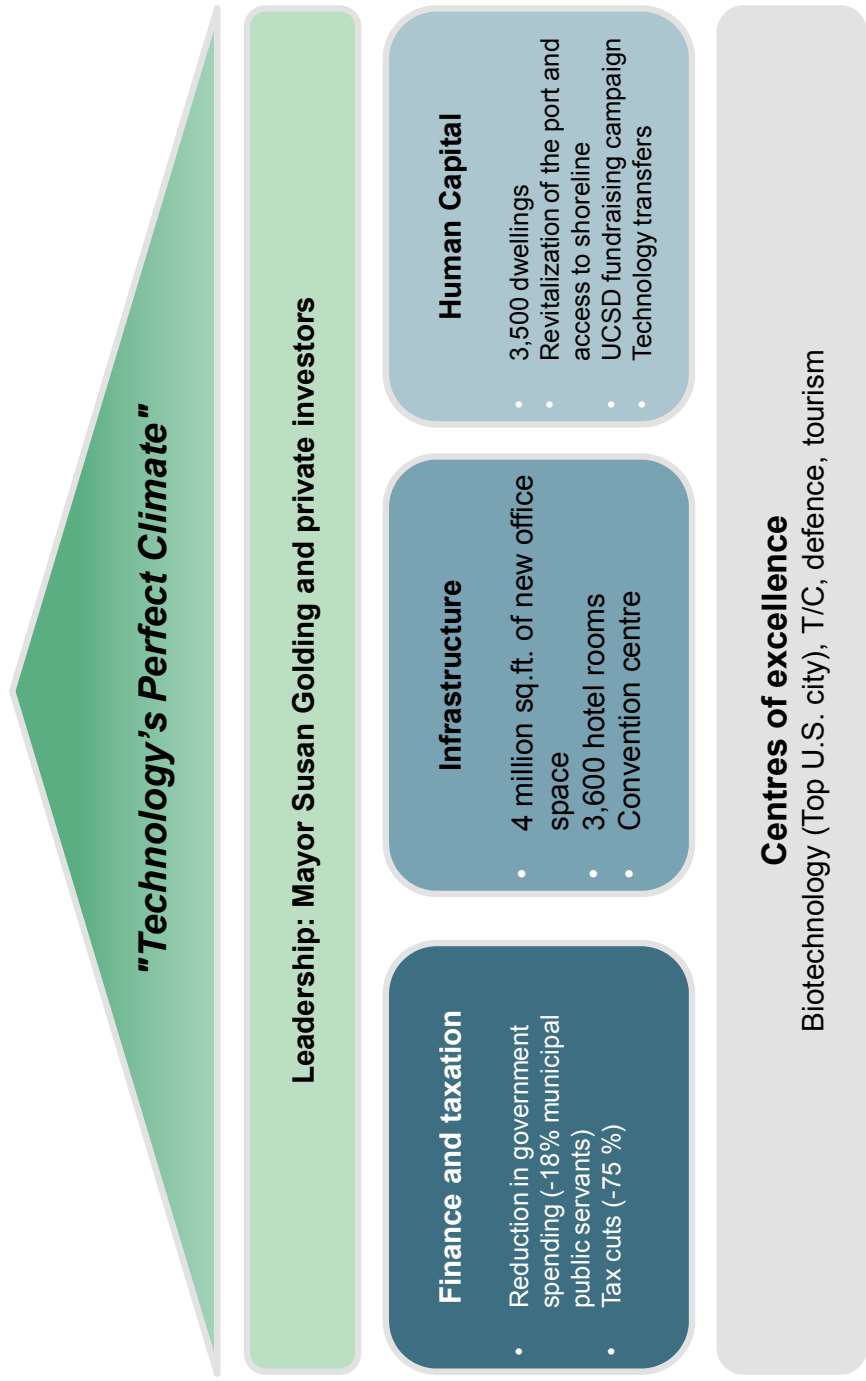 "Technology's Perfect Climate"
Leadership: Mayor Susan Golding and private investors
Finance and taxation
• Reduction in government
spending (-18% municipal
public servants)
• Tax cuts (-75 %)
Infrastructure
• 4 million sq.ft. of new office
space
• 3,600 hotel rooms
• Convention centre
Human Capital
• 3,500 dwellings
• Revitalization of the port and
access to shoreline
• UCSD fundraising campaign
• Technology transfers
Centres of excellence
Biotechnology (Top U.S. city), T/C, defence, tourism